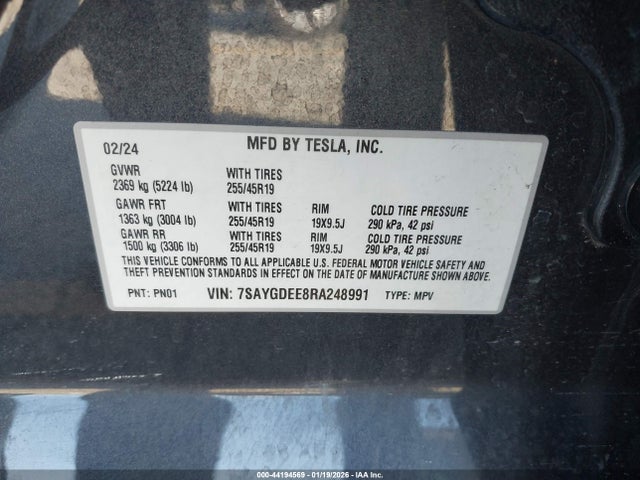 02/24 MFD BY TESLA, INC.
GVWR WITH TIRES
2369 kg (5224 lb) 255/45R19
GAWR FRT WITH TIRES RIM COLD TIRE PRESSURE
1363 kg (3004 lb) 255/45R19 19X9.5J 290 kPa, 42 psi
GAWR RR WITH TIRES RIM COLD TIRE PRESSURE
1500 kg (3306 lb) 255/45R19 19X9.5J 290 kPa, 42 psi
THIS VEHICLE CONFORMS TO ALL APPLICABLE U.S. FEDERAL MOTOR VEHICLE SAFETY AND
THEFT PREVENTION STANDARDS IN EFFECT ON THE DATE OF MANUFACTURE SHOWN ABOVE.
PNT: PN01 VIN: 7SAYGDEE8RA248991 TYPE: MPV
000-44194569 - 01/19/2026 - IAA Corp.